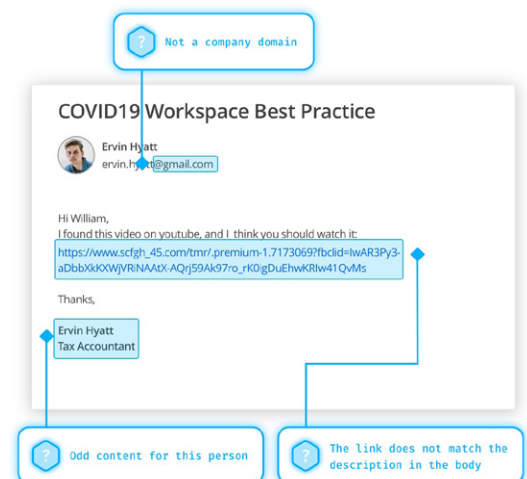 Not a company domain
COVID19 Workspace Best Practice
Ervin Hyatt
ervin.hyatt@gmail.com
Hi William,
I found this video on youtube, and I think you should watch it:
https://www.scfgh_45.com/tmr/.premium-1.7173069?fbclid=IwAR3Py3-
aDbbXkKXWjVRiNAAtX-AQrj59Ak97ro_rK0igDuEhwKRIw41QvMs
Thanks,
Ervin Hyatt
Tax Accountant
Odd content for this person
The link does not match the
description in the body